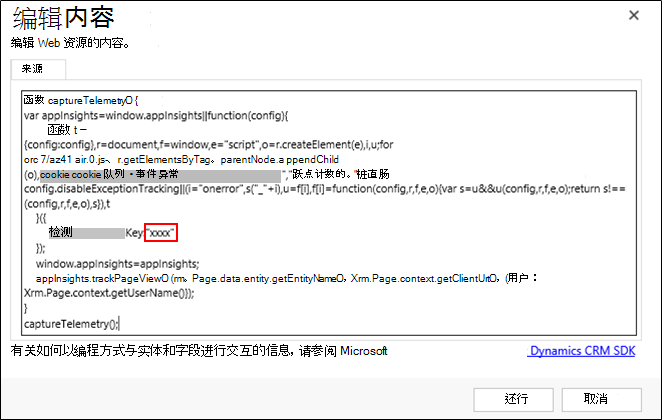 编辑内容
编辑 Web 资源的内容。
来源
函数 captureTelemetryO {
var appInsights=window.appInsights||function(config){
函数 t 一
{config:config},r=document,f=window,e="script",o=r.createElement(e),i,u;for
orc 7/az41 air.0.js、r.getElementsByTag。parentNode.a ppendChild
(o),cookie cookie 队列·事件异常","跃点计数的。"桩直肠
config.disableExceptionTracking||(i="onerror",s("_"+i),u=f[i],f[i]=function(config,r,f,e,o){var s=u&&u(config,r,f,e,o);return s!==
(config,r,f,e,o),s}),t
}({
检测 Key:"xxxx"
});
window.appInsights=appInsights;
appInsights.trackPageViewO (rm。Page.data.entity.getEntityNameO，Xrm.Page.context.getClientUrlO，(用户：
Xrm.Page.context.getUserName()});
}
captureTelemetry();
有关如何以编程方式与实体和字段进行交互的信息，请参阅 Microsoft Dynamics CRM SDK
还行 取消